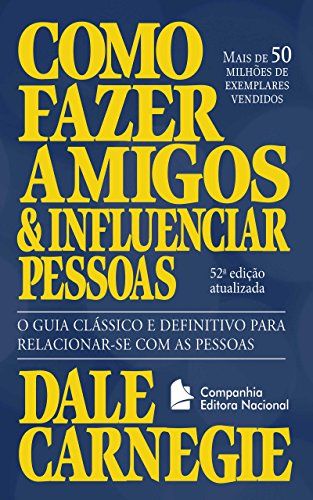 COMO
FAZER
AMIGOS
& INFLUENCIAR
PESSOAS
MAIS DE 50
MILHÕES DE
EXEMPLARES
VENDIDOS
52ª edição
atualizada
O GUIA CLÁSSICO E DEFINITIVO PARA
RELACIONAR-SE COM AS PESSOAS
DALE
CARNEGIE
Companhia
Editora Nacional